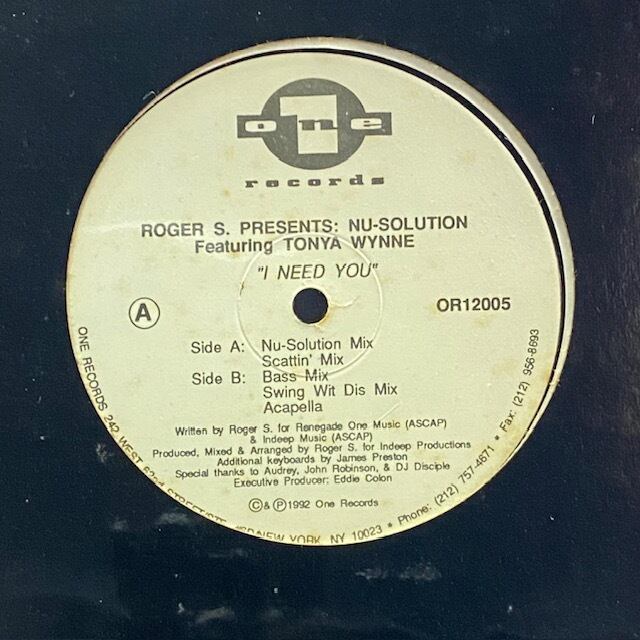 1
one
records
ROGER S. PRESENTS: NU-SOLUTION
Featuring TONYA WYNNE
"I NEED YOU"
A
OR12005
Side A: Nu-Solution Mix
Scattin' Mix
Side B: Bass Mix
Swing Wit Dis Mix
Acapella
Written by Roger S. for Renegade One Music (ASCAP)
& Indeep Music (ASCAP)
Produced, Mixed & Arranged by Roger S. for Indeep Productions
Additional keyboards by James Preston
Special thanks to Audrey, John Robinson, & DJ Disciple
Executive Producer: Eddie Colon
©& ℗1992 One Records
ONE RECORDS 242 WEST 62nd STREET NEW YORK, NY 10023 * Phone: (212) 757-4671 * Fax: (212) 956-8693